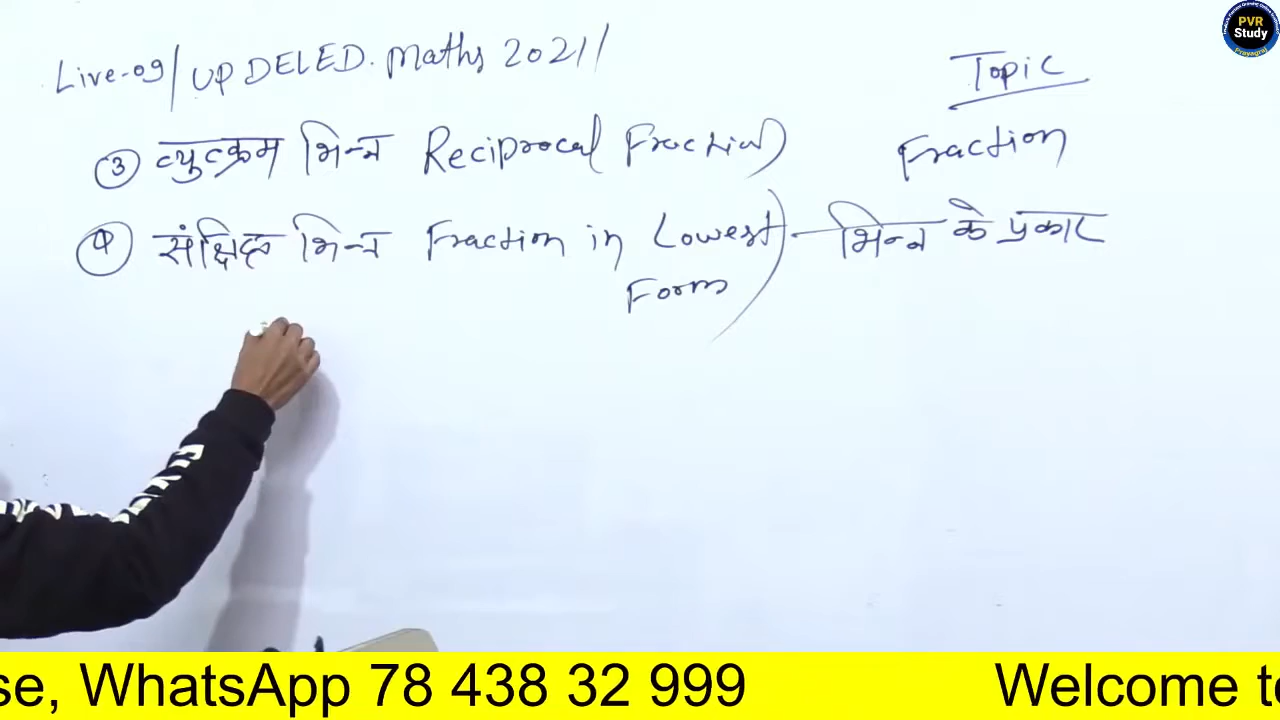 Live-09/ UP DELED. Maths 2021/
Topic
Fraction
③ व्युत्क्रम भिन्न Reciprocal Fraction)
④ संक्षिप्त भिन्न Fraction in Lowest Form) - भिन्न के प्रकार
PVR
Study
Prayagraj
se, WhatsApp 78 438 32 999 Welcome to